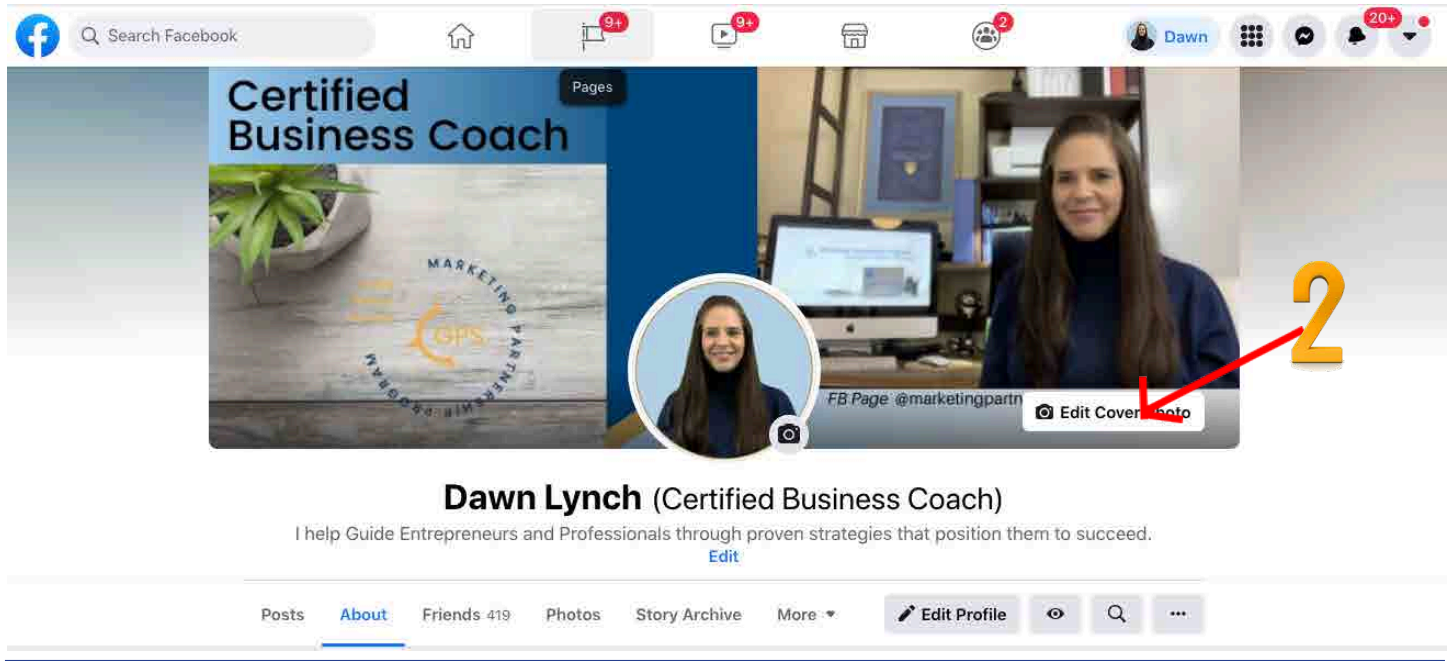 Search Facebook
9+
9+
2
Dawn
20+
Pages
Certified
Business Coach
MARKETING PARTNERSHIP PROGRAM
GPS
FB Page @marketingpartn
Edit Cover Photo
2
Dawn Lynch (Certified Business Coach)
I help Guide Entrepreneurs and Professionals through proven strategies that position them to succeed.
Edit
Posts About Friends 419 Photos Story Archive More Edit Profile